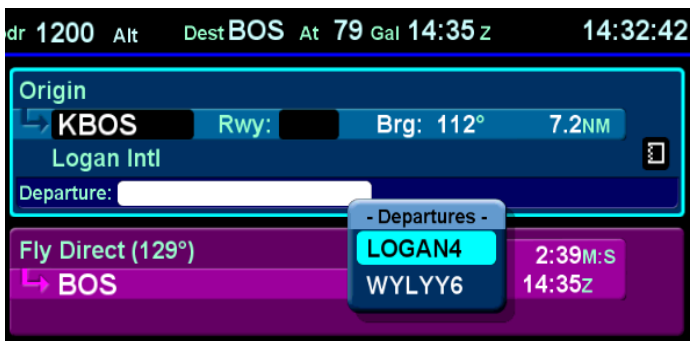 dr 1200 Alt Dest BOS At 79 Gal 14:35 Z 14:32:42
Origin
KBOS Rwy: Brg: 112° 7.2NM
Logan Intl
Departure:
- Departures -
LOGAN4
WYLYY6
Fly Direct (129°) 2:39M:S
BOS 14:35Z